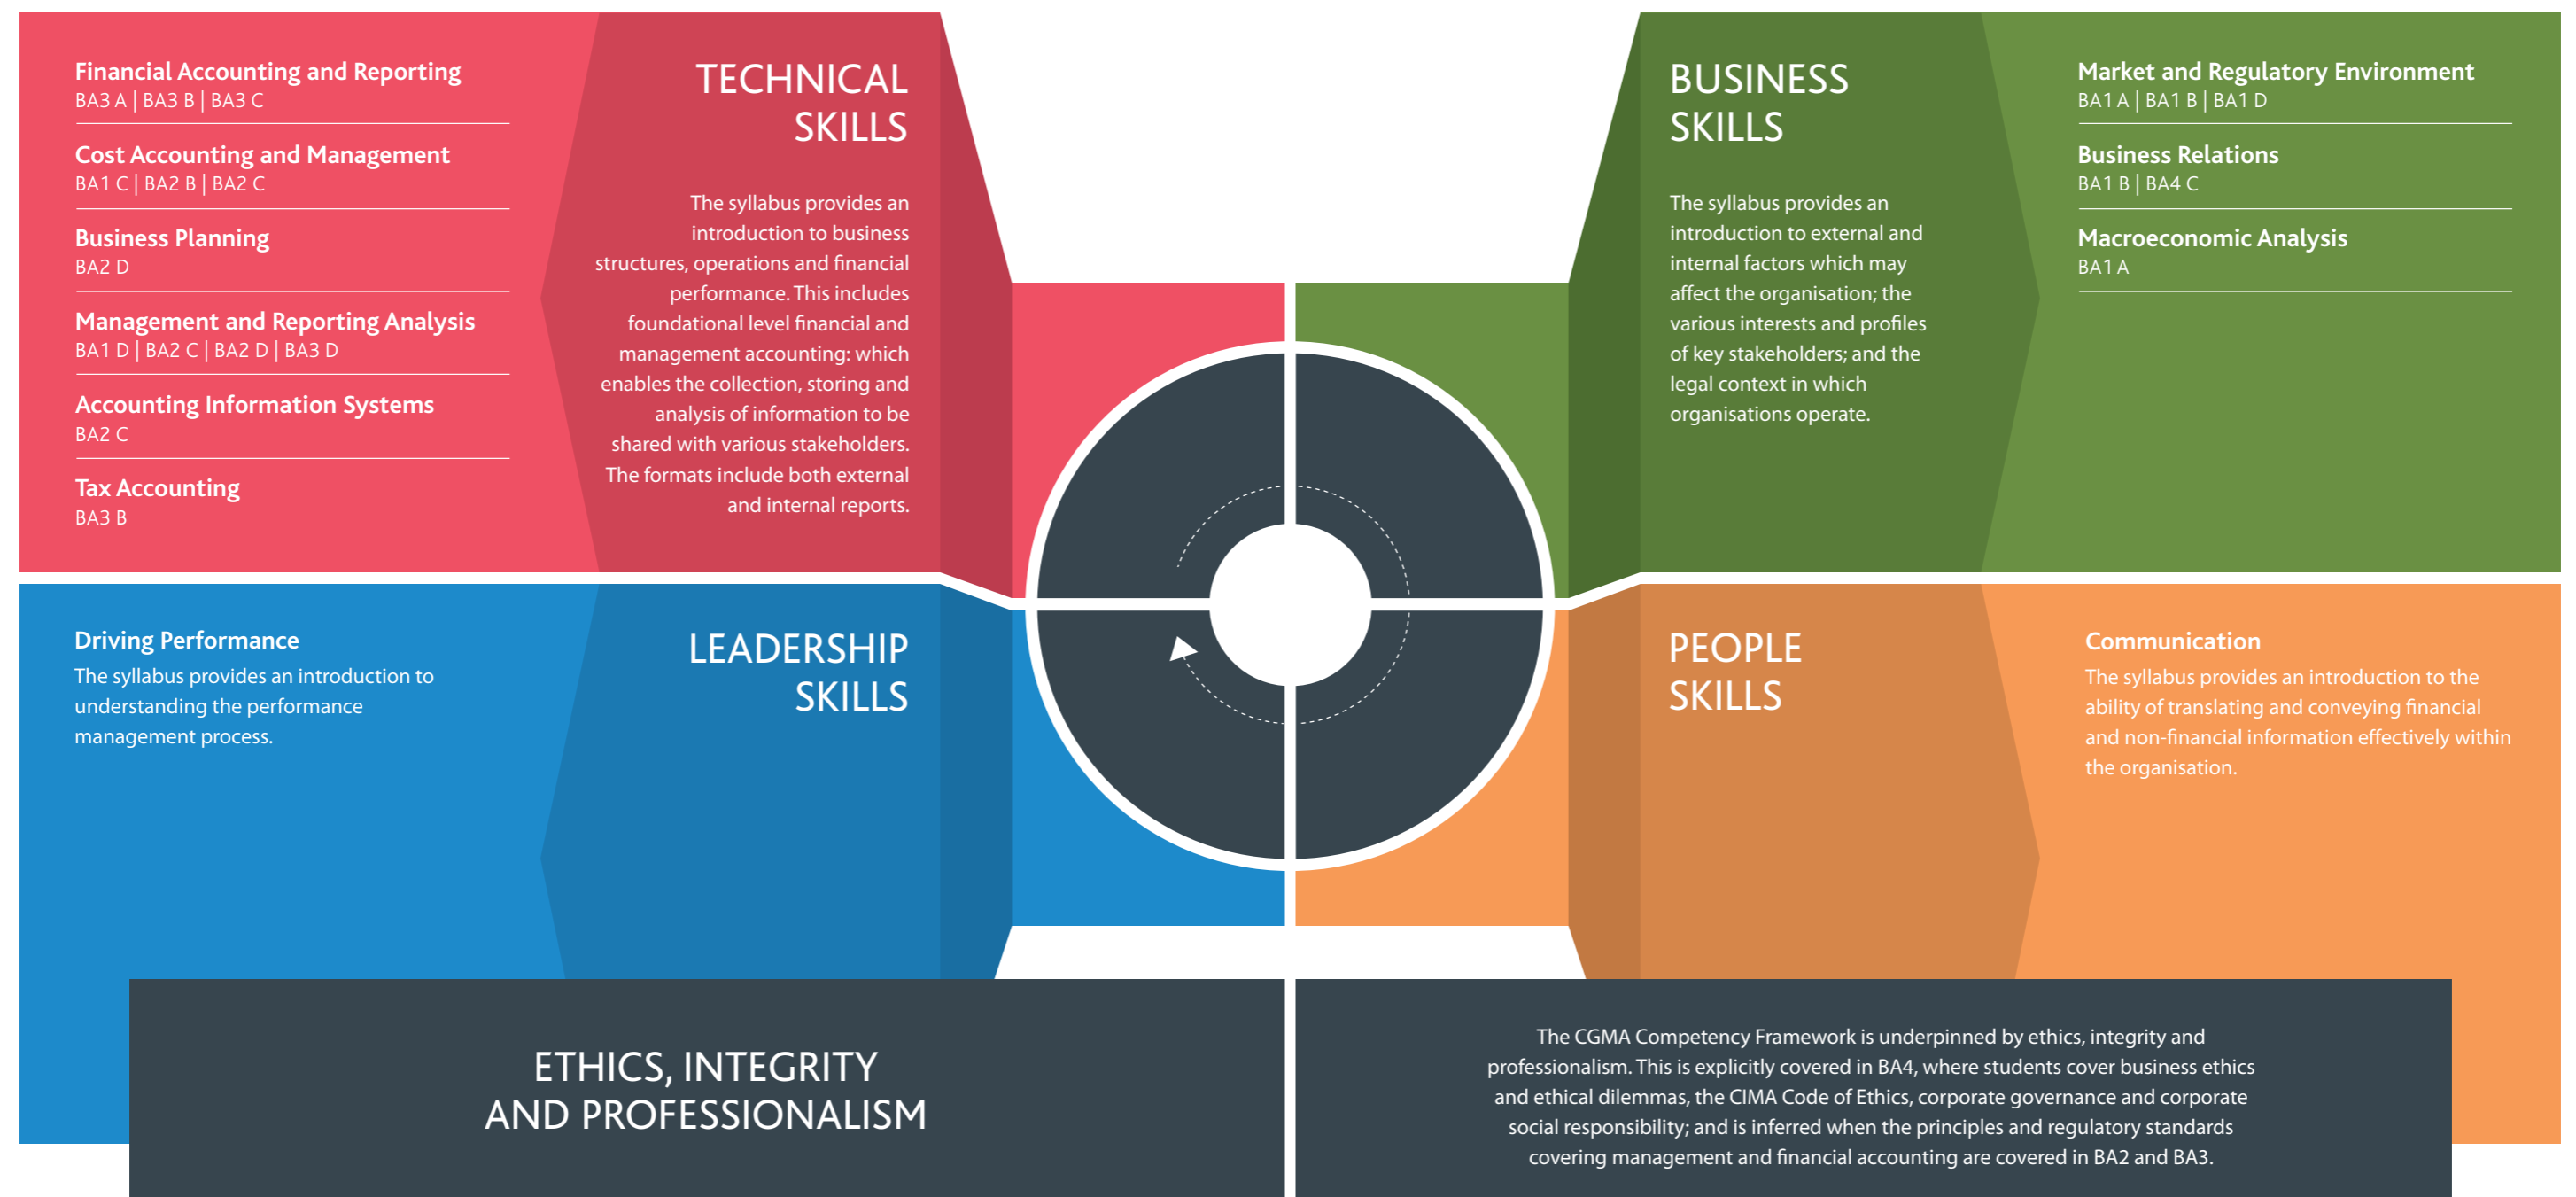 Financial Accounting and Reporting
BA3 A | BA3 B | BA3 C
Cost Accounting and Management
BA1 C | BA2 B | BA2 C
Business Planning
BA2 D
Management and Reporting Analysis
BA1 D | BA2 C | BA2 D | BA3 D
Accounting Information Systems
BA2 C
Tax Accounting
BA3 B
TECHNICAL
SKILLS
The syllabus provides an
introduction to business
structures, operations and financial
performance. This includes
foundational level financial and
management accounting: which
enables the collection, storing and
analysis of information to be
shared with various stakeholders.
The formats include both external
and internal reports.
BUSINESS
SKILLS
The syllabus provides an
introduction to external and
internal factors which may
affect the organisation; the
various interests and profiles
of key stakeholders; and the
legal context in which
organisations operate.
Market and Regulatory Environment
BA1 A | BA1 B | BA1 D
Business Relations
BA1 B | BA4 C
Macroeconomic Analysis
BA1 A
Driving Performance
The syllabus provides an introduction to
understanding the performance
management process.
LEADERSHIP
SKILLS
PEOPLE
SKILLS
Communication
The syllabus provides an introduction to the
ability of translating and conveying financial
and non-financial information effectively within
the organisation.
ETHICS, INTEGRITY
AND PROFESSIONALISM
The CGMA Competency Framework is underpinned by ethics, integrity and
professionalism. This is explicitly covered in BA4, where students cover business ethics
and ethical dilemmas, the CIMA Code of Ethics, corporate governance and corporate
social responsibility; and is inferred when the principles and regulatory standards
covering management and financial accounting are covered in BA2 and BA3.